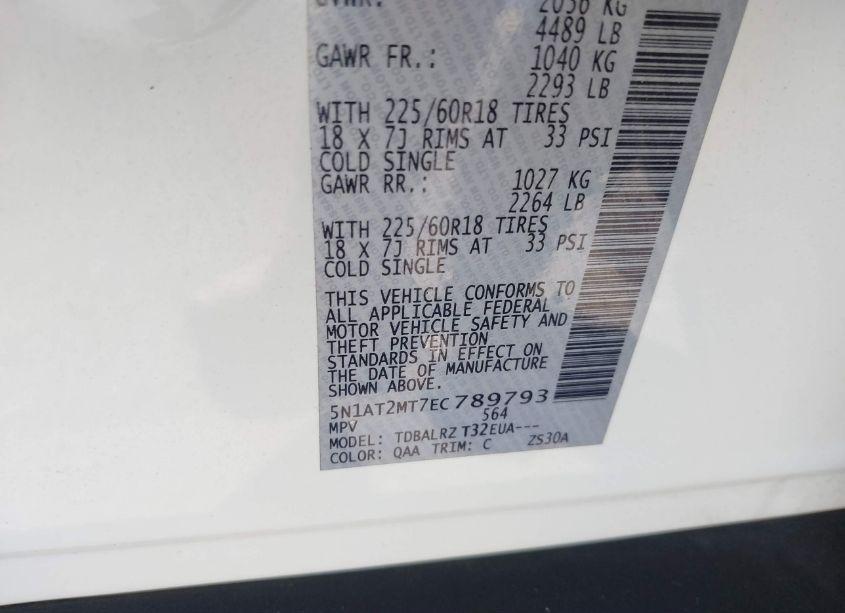 GVWR: 2036 KG
4489 LB
GAWR FR.: 1040 KG
2293 LB
WITH 225/60R18 TIRES
18 X 7J RIMS AT 33 PSI
COLD SINGLE
GAWR RR.: 1027 KG
2264 LB
WITH 225/60R18 TIRES
18 X 7J RIMS AT 33 PSI
COLD SINGLE
THIS VEHICLE CONFORMS TO
ALL APPLICABLE FEDERAL
MOTOR VEHICLE SAFETY AND
THEFT PREVENTION
STANDARDS IN EFFECT ON
THE DATE OF MANUFACTURE
SHOWN ABOVE.
5N1AT2MT7EC789793
MPV 564
MODEL: TDBALRZ T32EUA---
COLOR: QAA TRIM: C ZS30A